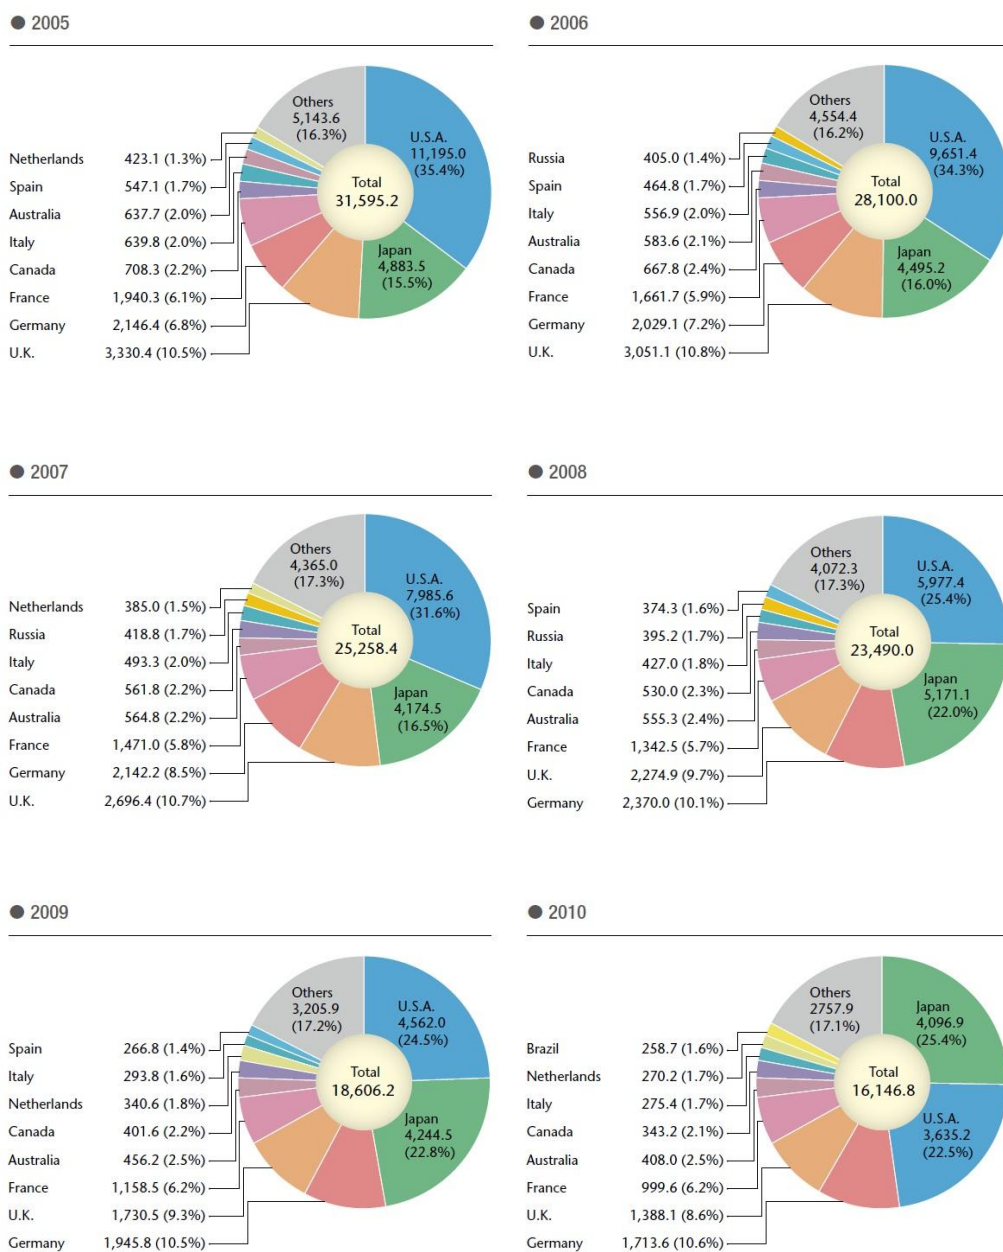 2005
Others
5,143.6
(16.3%)
U.S.A.
11,195.0
(35.4%)
Netherlands 423.1 (1.3%)
Spain 547.1 (1.7%)
Australia 637.7 (2.0%)
Italy 639.8 (2.0%)
Canada 708.3 (2.2%)
France 1,940.3 (6.1%)
Germany 2,146.4 (6.8%)
U.K. 3,330.4 (10.5%)
Total
31,595.2
Japan
4,883.5
(15.5%)
2006
Others
4,554.4
(16.2%)
U.S.A.
9,651.4
(34.3%)
Russia 405.0 (1.4%)
Spain 464.8 (1.7%)
Italy 556.9 (2.0%)
Australia 583.6 (2.1%)
Canada 667.8 (2.4%)
France 1,661.7 (5.9%)
Germany 2,029.1 (7.2%)
U.K. 3,051.1 (10.8%)
Total
28,100.0
Japan
4,495.2
(16.0%)
2007
Others
4,365.0
(17.3%)
U.S.A.
7,985.6
(31.6%)
Netherlands 385.0 (1.5%)
Russia 418.8 (1.7%)
Italy 493.3 (2.0%)
Canada 561.8 (2.2%)
Australia 564.8 (2.2%)
France 1,471.0 (5.8%)
Germany 2,142.2 (8.5%)
U.K. 2,696.4 (10.7%)
Total
25,258.4
Japan
4,174.5
(16.5%)
2008
Others
4,072.3
(17.3%)
U.S.A.
5,977.4
(25.4%)
Spain 374.3 (1.6%)
Russia 395.2 (1.7%)
Italy 427.0 (1.8%)
Canada 530.0 (2.3%)
Australia 555.3 (2.4%)
France 1,342.5 (5.7%)
U.K. 2,274.9 (9.7%)
Germany 2,370.0 (10.1%)
Total
23,490.0
Japan
5,171.1
(22.0%)
2009
Others
3,205.9
(17.2%)
U.S.A.
4,562.0
(24.5%)
Spain 266.8 (1.4%)
Italy 293.8 (1.6%)
Netherlands 340.6 (1.8%)
Canada 401.6 (2.2%)
Australia 456.2 (2.5%)
France 1,158.5 (6.2%)
U.K. 1,730.5 (9.3%)
Germany 1,945.8 (10.5%)
Total
18,606.2
Japan
4,244.5
(22.8%)
2010
Others
2757.9
(17.1%)
Japan
4,096.9
(25.4%)
Brazil 258.7 (1.6%)
Netherlands 270.2 (1.7%)
Italy 275.4 (1.7%)
Canada 343.2 (2.1%)
Australia 408.0 (2.5%)
France 999.6 (6.2%)
U.K. 1,388.1 (8.6%)
Germany 1,713.6 (10.6%)
Total
16,146.8
U.S.A.
3,635.2
(22.5%)